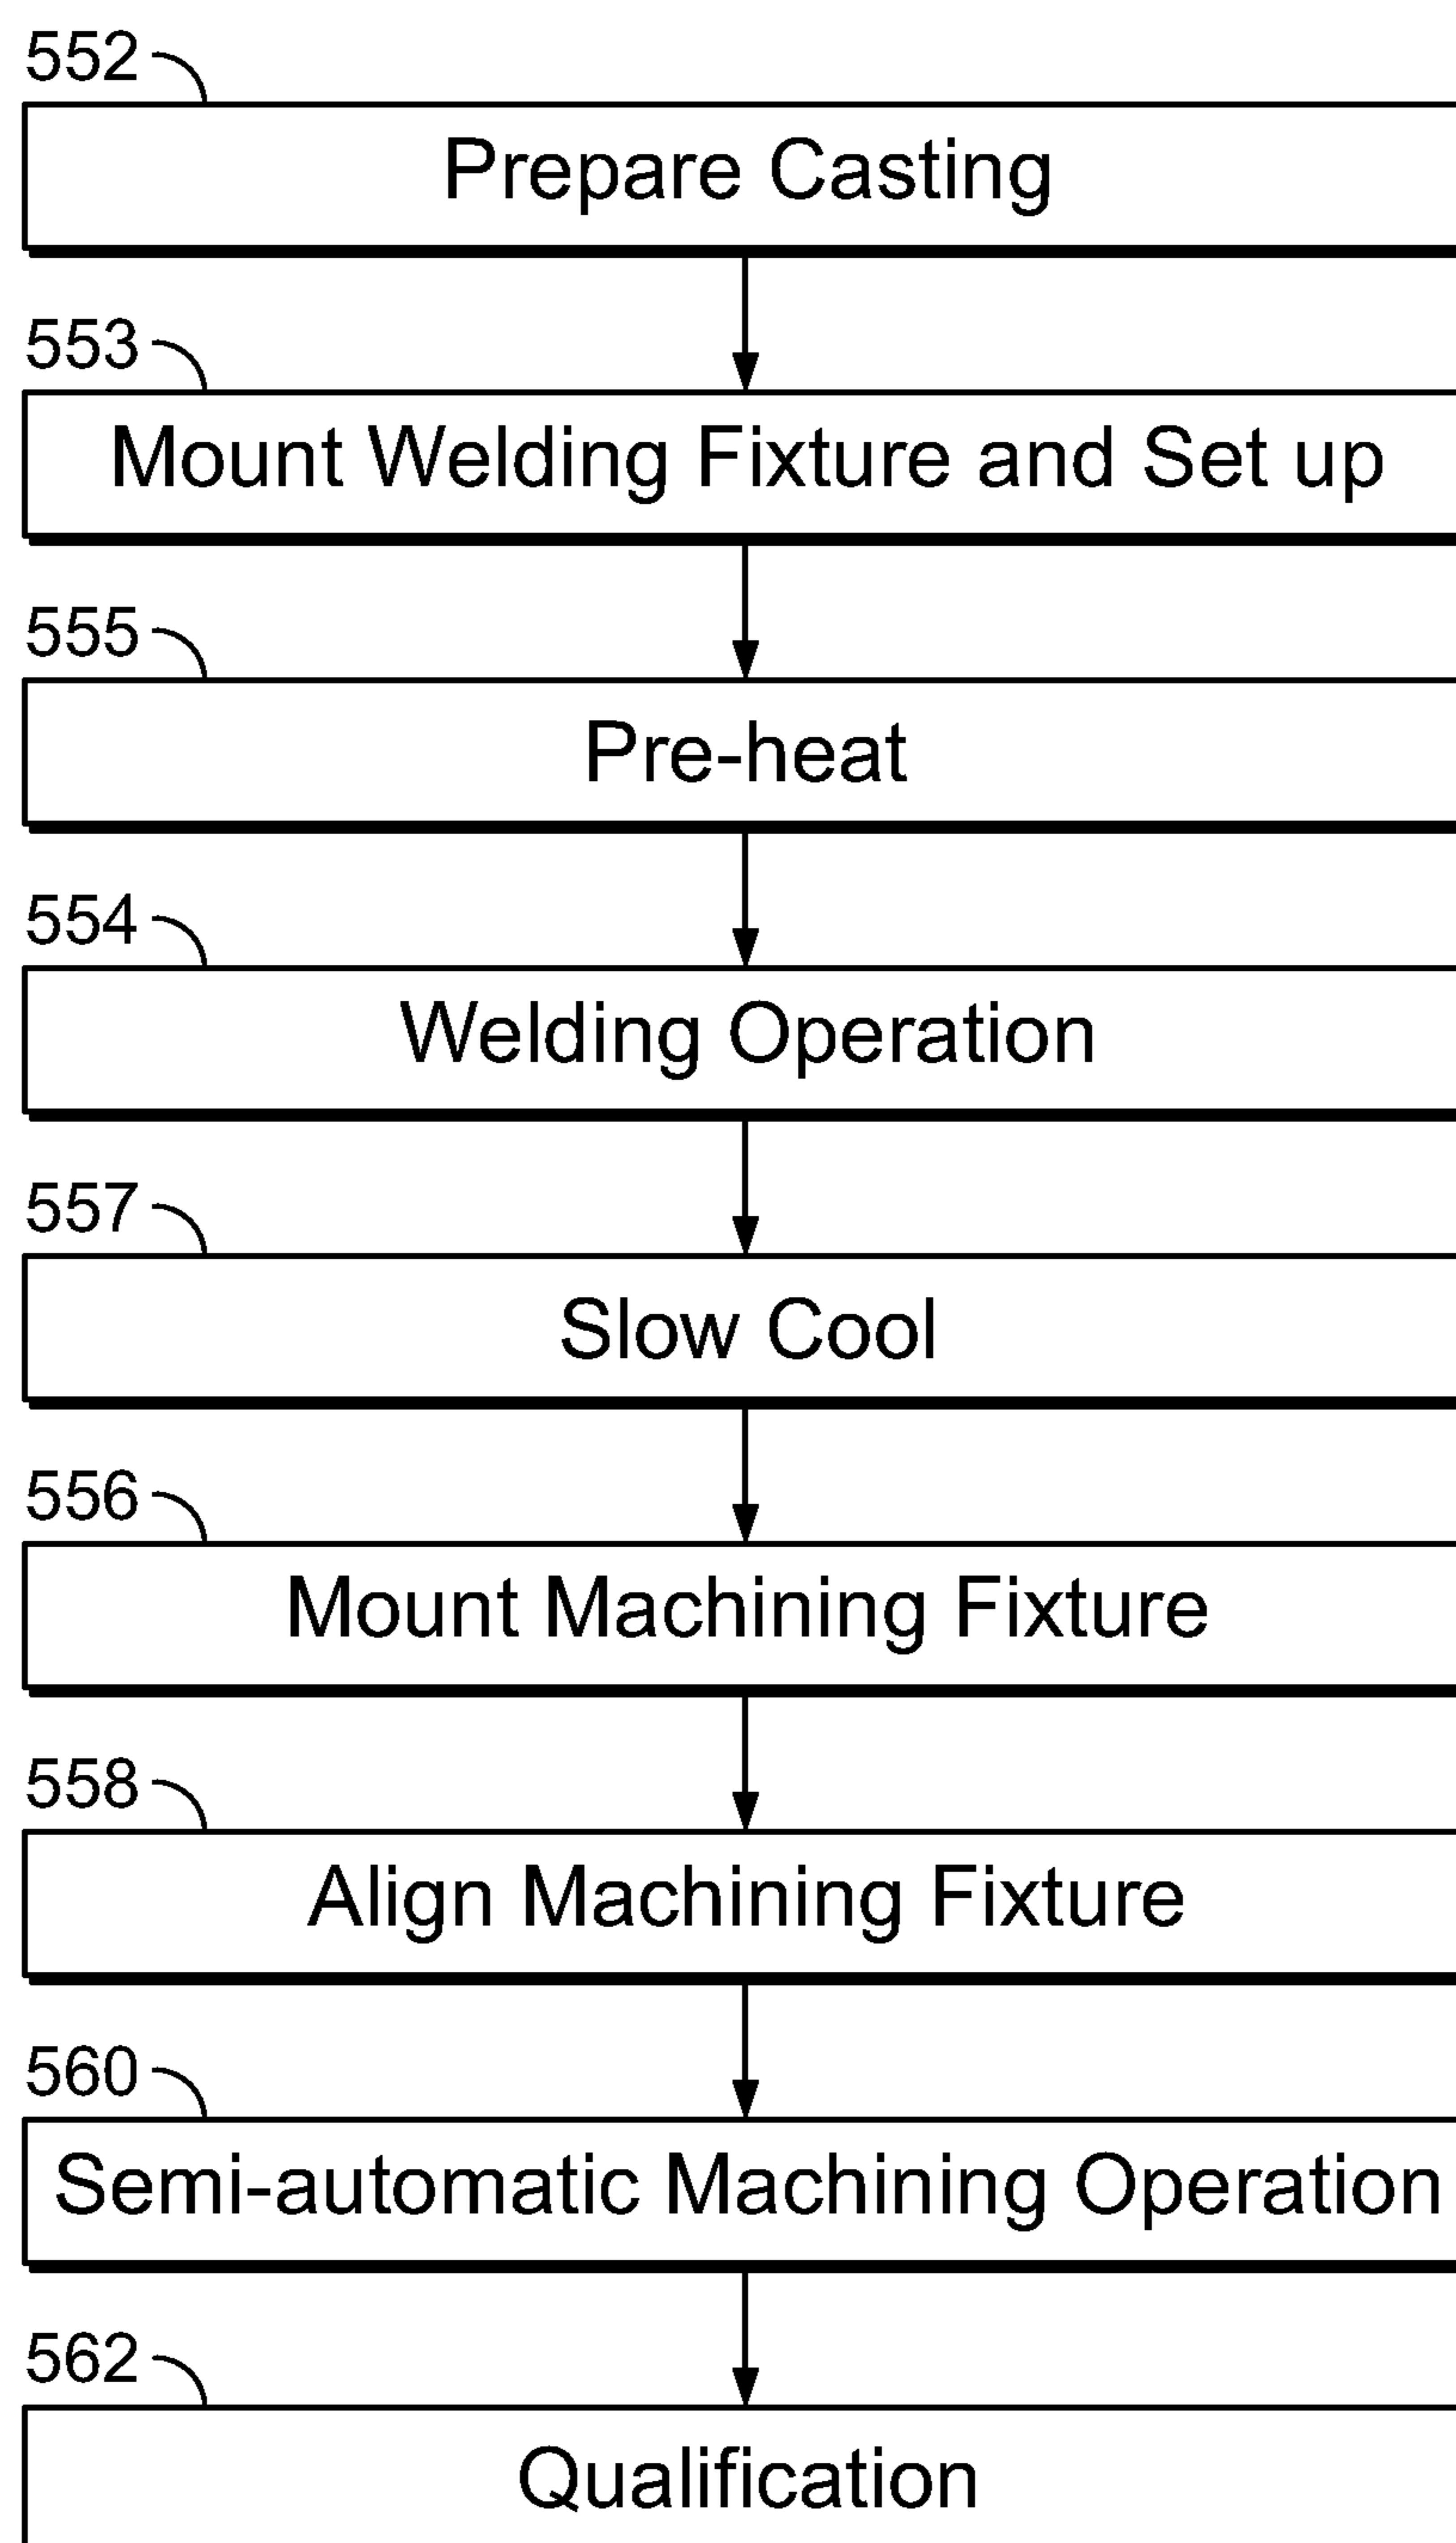 552
Prepare Casting
553
Mount Welding Fixture and Set up
555
Pre-heat
554
Welding Operation
557
Slow Cool
556
Mount Machining Fixture
558
Align Machining Fixture
560
Semi-automatic Machining Operation
562
Qualification